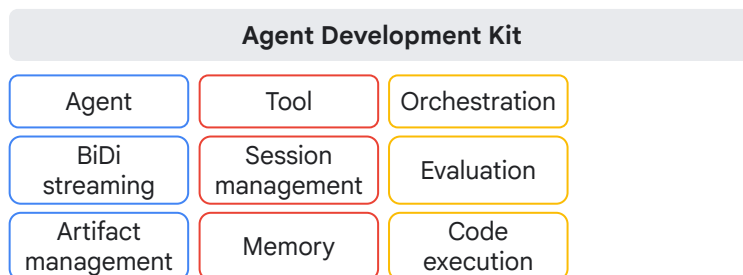 Agent Development Kit
Agent
Tool
Orchestration
BiDi
streaming
Session
management
Evaluation
Artifact
management
Memory
Code
execution